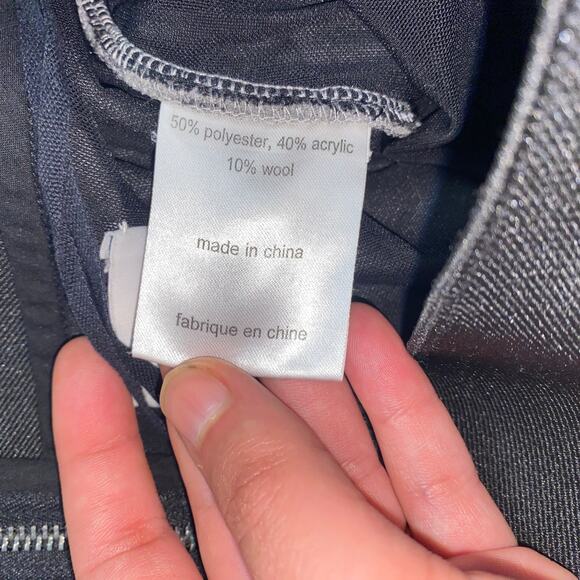 50% polyester, 40% acrylic
10% wool
made in china
fabrique en chine